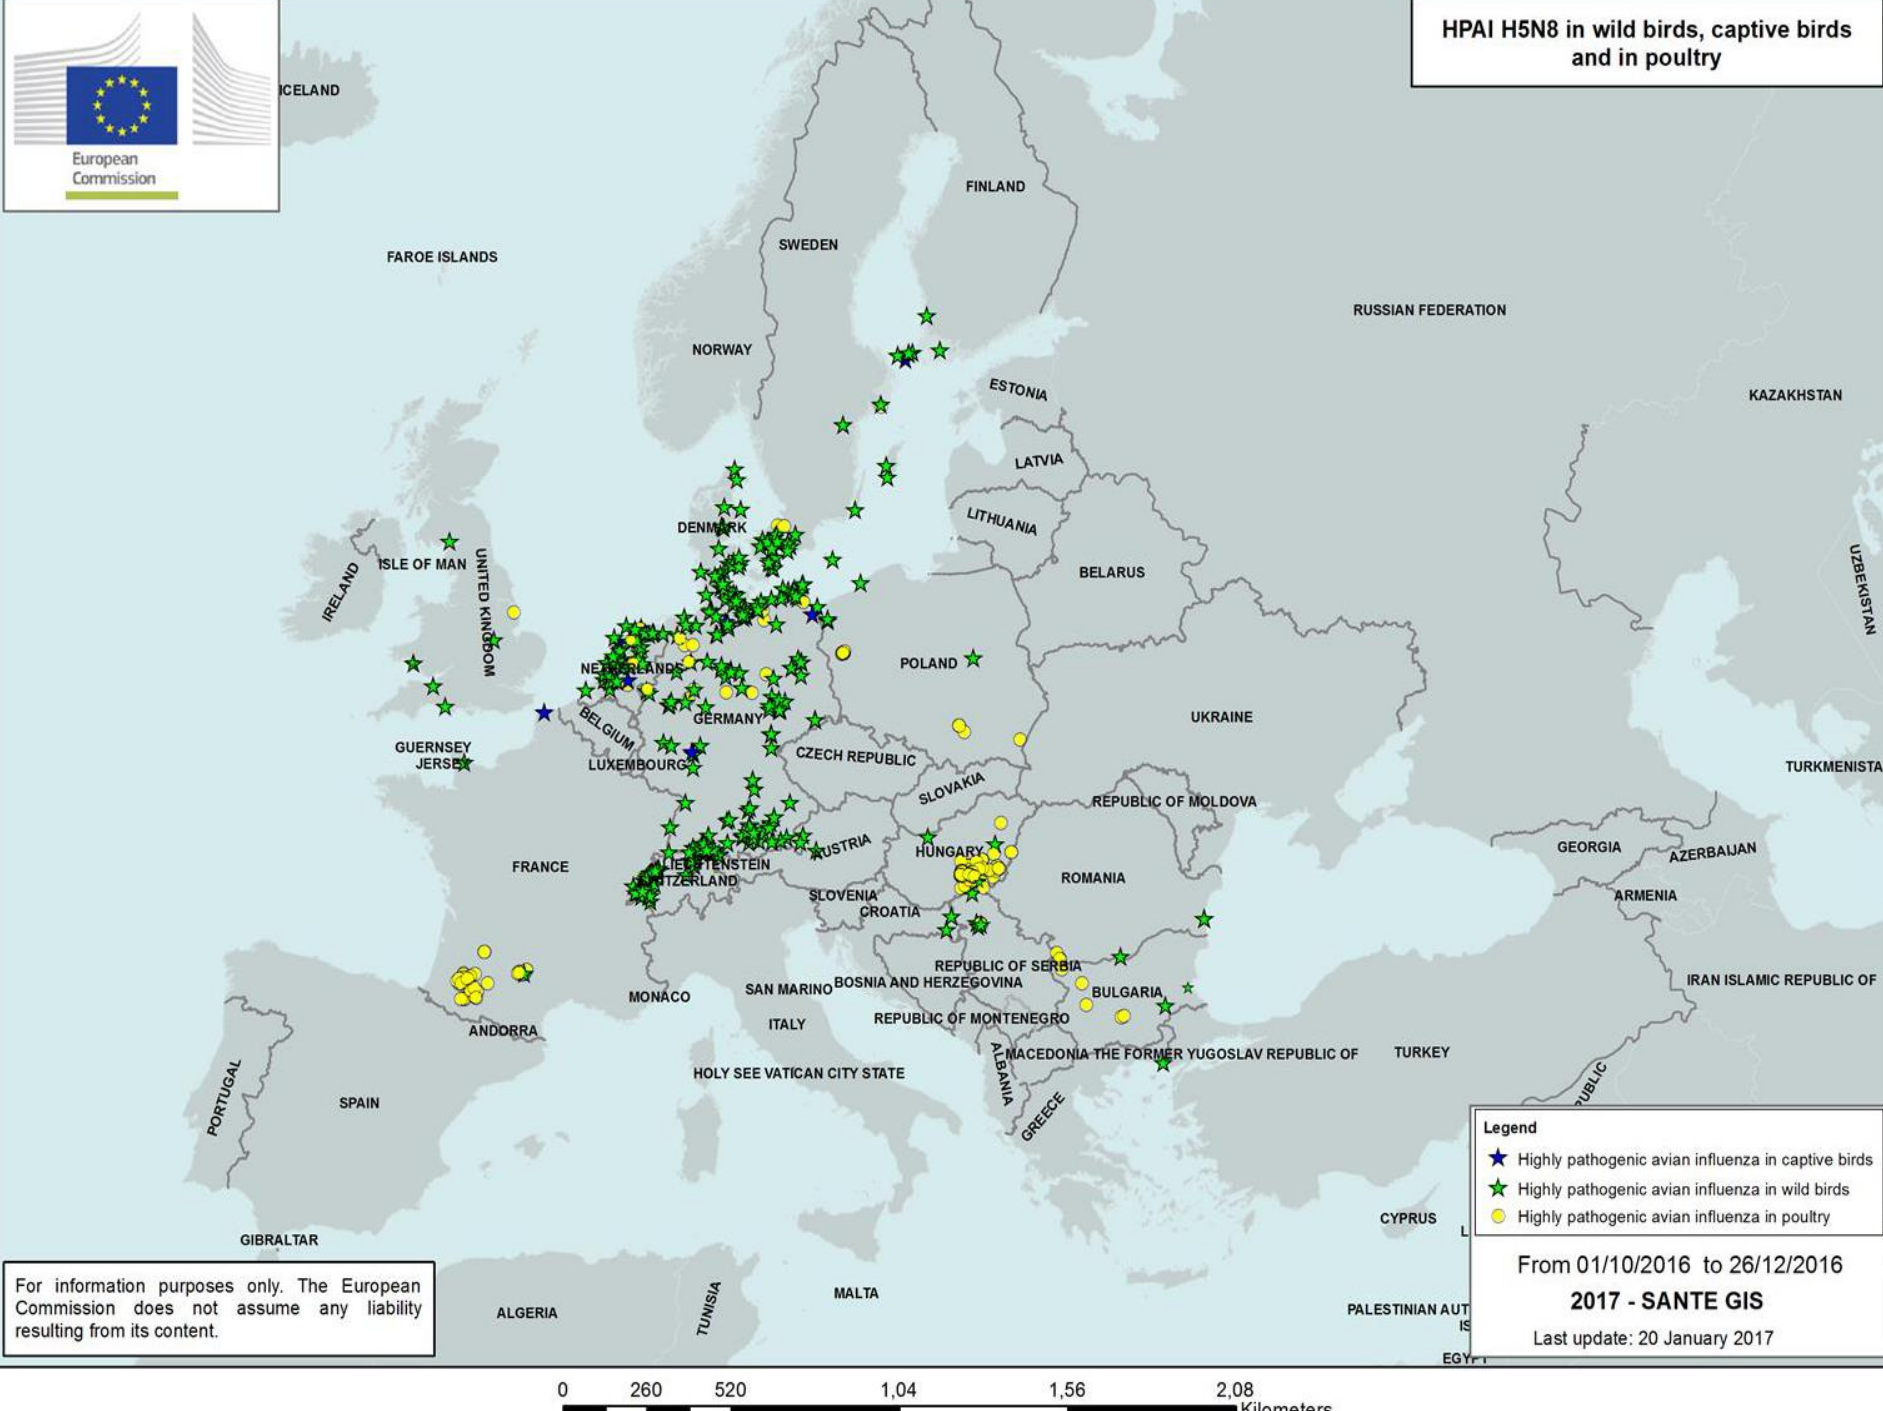 HPAI H5N8 in wild birds, captive birds
and in poultry
European
Commission
ICELAND
FINLAND
SWEDEN
FAROE ISLANDS
RUSSIAN FEDERATION
NORWAY
ESTONIA
KAZAKHSTAN
LATVIA
LITHUANIA
DENMARK
ISLE OF MAN
UNITED KINGDOM
IRELAND
BELARUS
UZBEKISTAN
NETHERLANDS
POLAND
GERMANY
BELGIUM
UKRAINE
GUERNSEY
JERSEY
LUXEMBOURG
CZECH REPUBLIC
TURKMENISTA
SLOVAKIA
REPUBLIC OF MOLDOVA
AUSTRIA
HUNGARY
GEORGIA
AZERBAIJAN
FRANCE
LIECHTENSTEIN
SWITZERLAND
ROMANIA
SLOVENIA
CROATIA
ARMENIA
REPUBLIC OF SERBIA
BOSNIA AND HERZEGOVINA
SAN MARINO
MONACO
BULGARIA
IRAN ISLAMIC REPUBLIC OF
ITALY
REPUBLIC OF MONTENEGRO
ANDORRA
MACEDONIA THE FORMER YUGOSLAV REPUBLIC OF
TURKEY
HOLY SEE VATICAN CITY STATE
ALBANIA
PORTUGAL
SPAIN
GREECE
PUBLIC
Legend
Highly pathogenic avian influenza in captive birds
Highly pathogenic avian influenza in wild birds
Highly pathogenic avian influenza in poultry
CYPRUS
L
GIBRALTAR
From 01/10/2016 to 26/12/2016
2017 - SANTE GIS
Last update: 20 January 2017
For information purposes only. The European
Commission does not assume any liability
resulting from its content.
ALGERIA
TUNISIA
MALTA
PALESTINIAN AUT
IS
EGYPT
0 260 520 1,04 1,56 2,08
Kilometers